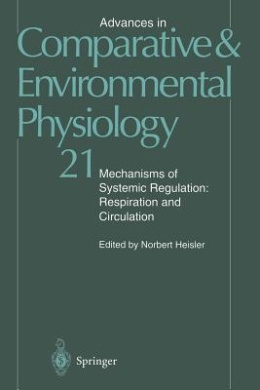 Advances in
Comparative &
Environmental
Physiology
21
Mechanisms of
Systemic Regulation:
Respiration and
Circulation
Edited by Norbert Heisler
Springer